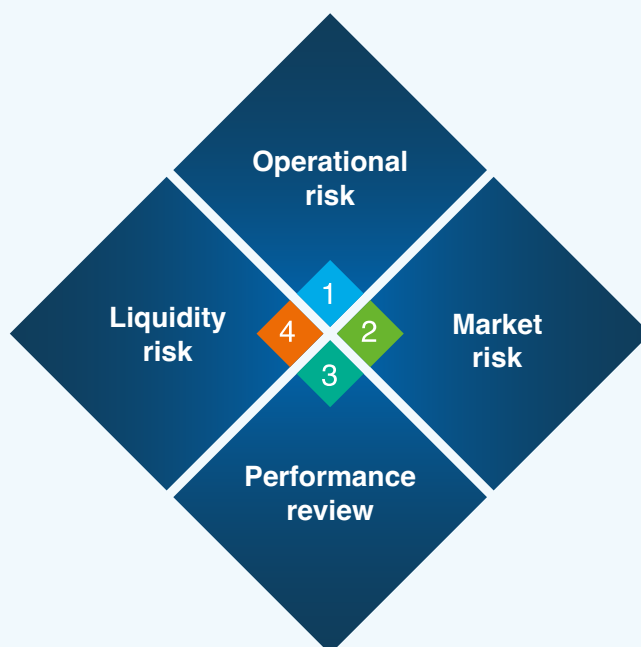 Operational
risk
1
Liquidity
risk
4
2
Market
risk
3
Performance
review